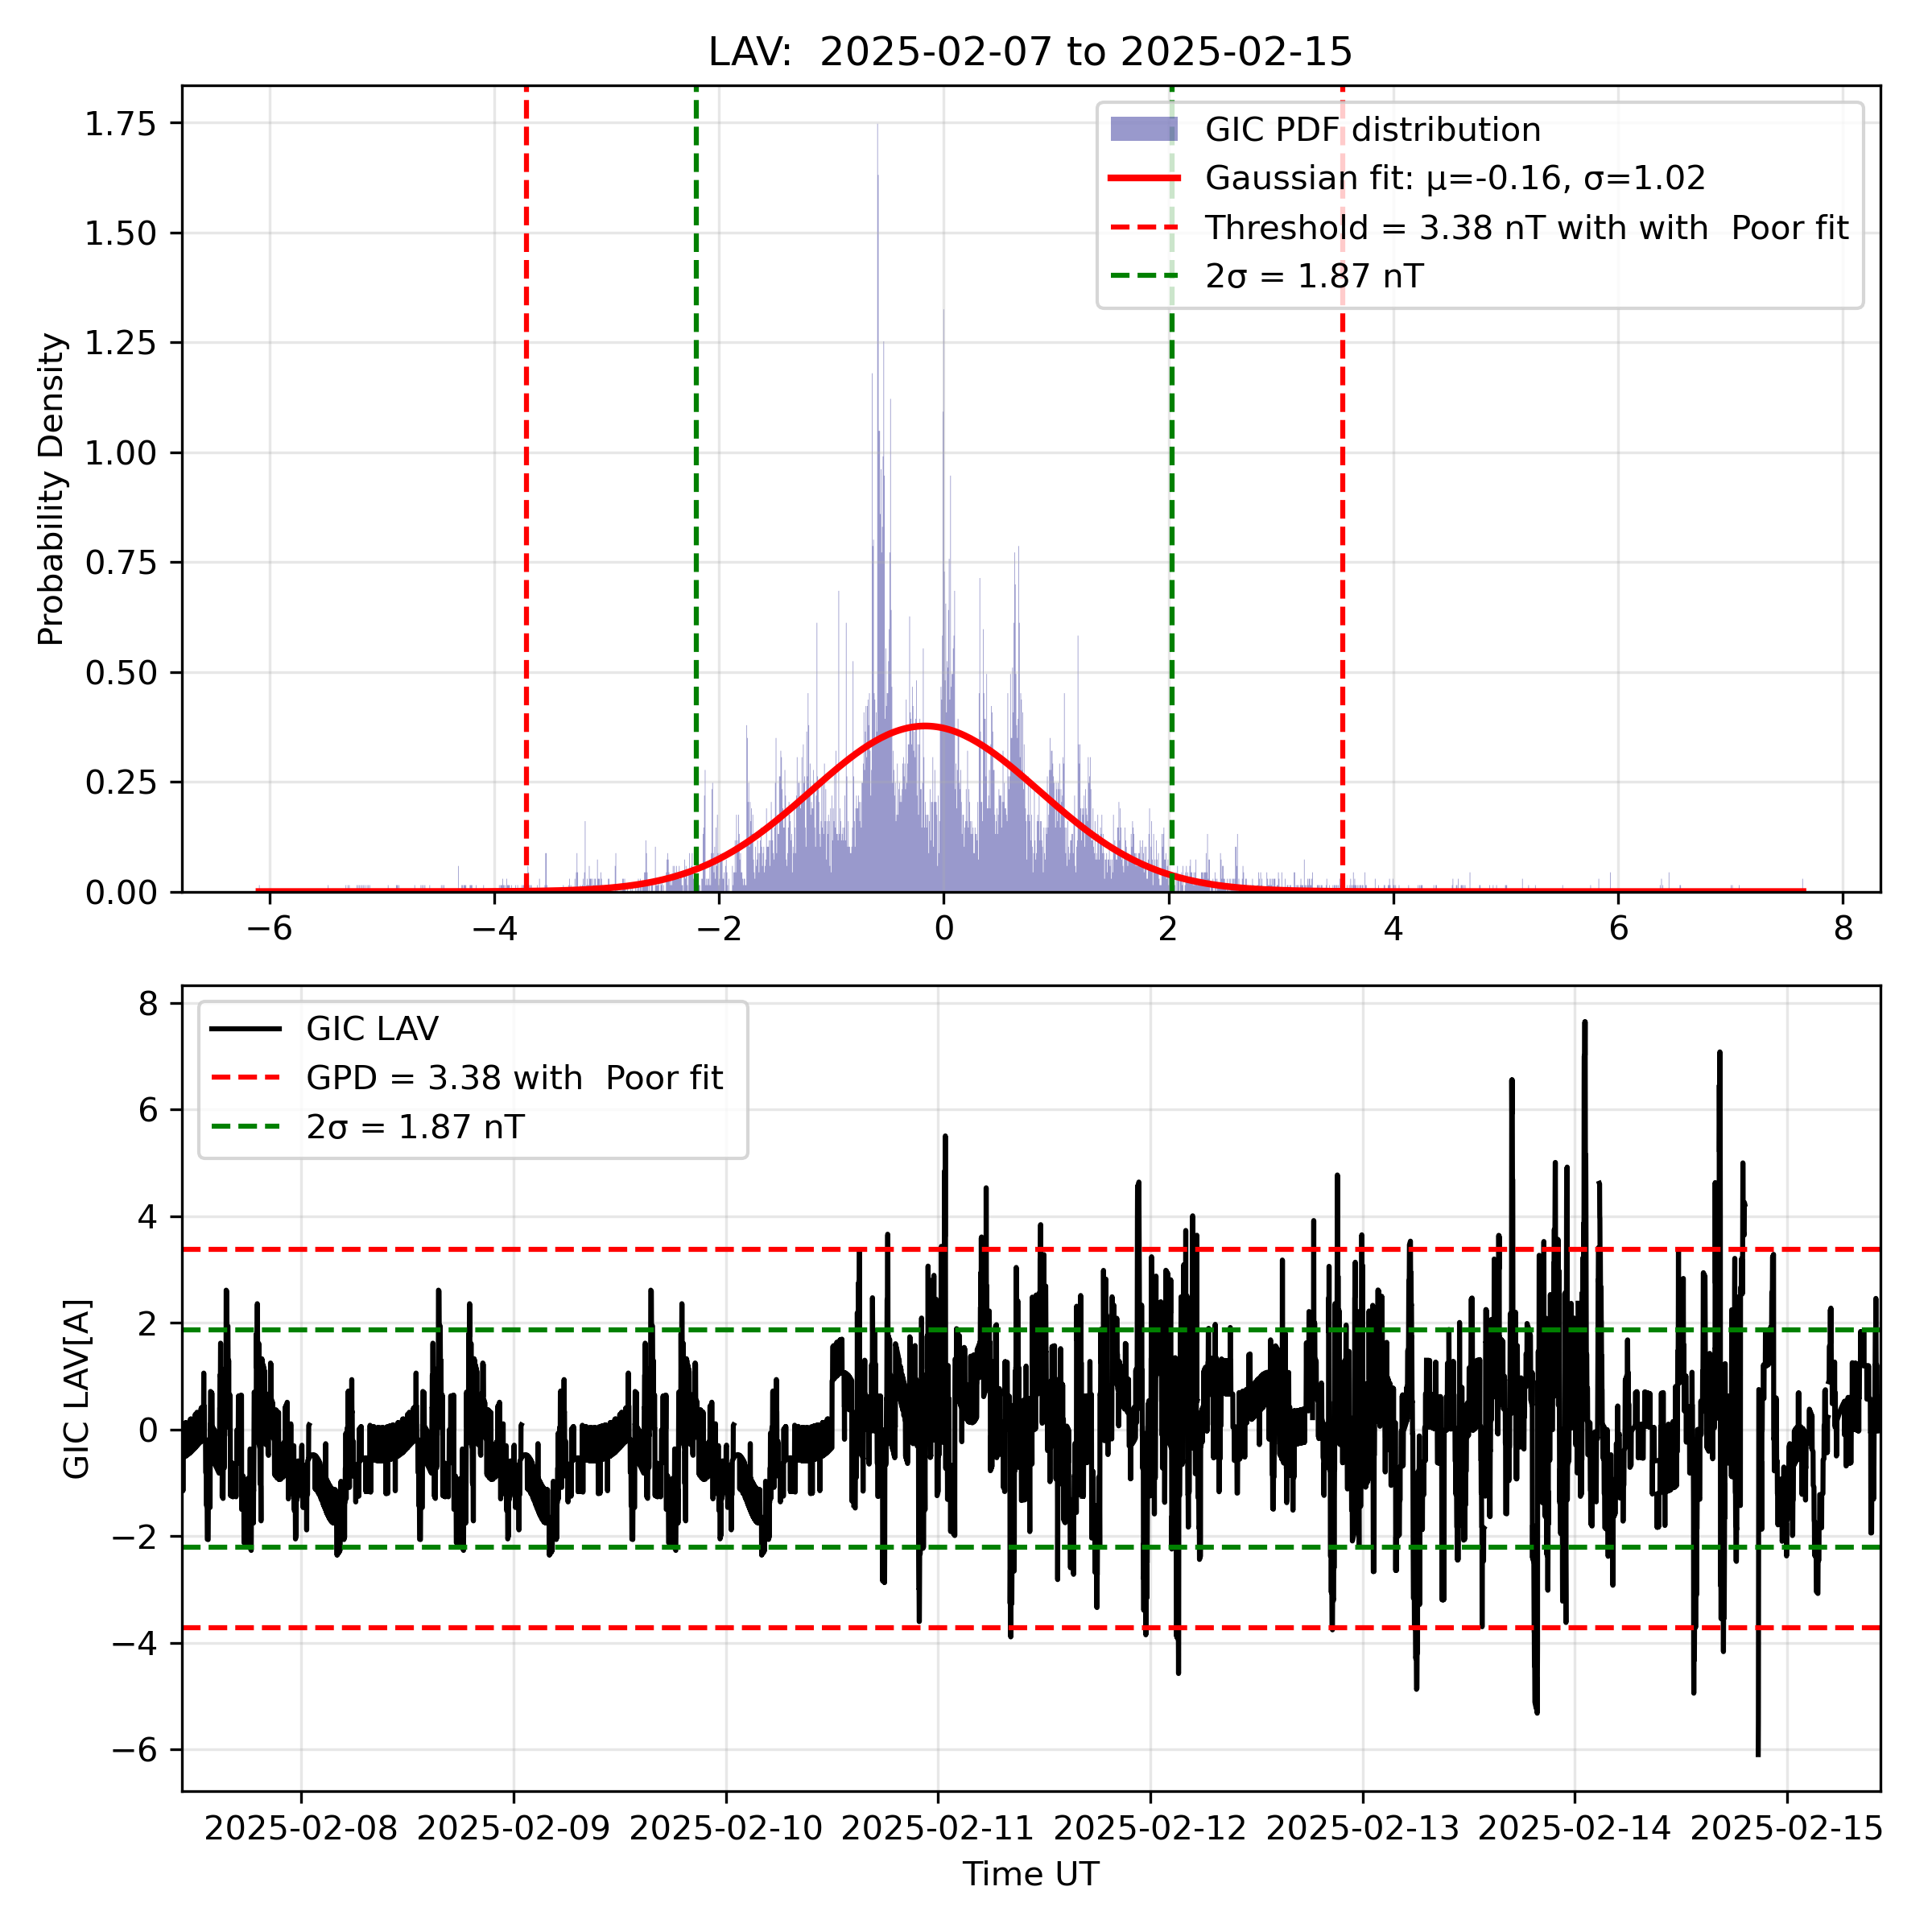 LAV:  2025-02-07 to 2025-02-15
1.75
1.50
1.25
1.00
0.75
0.50
0.25
0.00
Probability Density
GIC PDF distribution
Gaussian fit: μ=-0.16, σ=1.02
Threshold = 3.38 nT with with  Poor fit
2σ = 1.87 nT
−6 −4 −2 0 2 4 6 8
8
6
4
2
0
−2
−4
−6
GIC LAV[A]
GIC LAV
GPD = 3.38 with  Poor fit
2σ = 1.87 nT
2025-02-08 2025-02-09 2025-02-10 2025-02-11 2025-02-12 2025-02-13 2025-02-14 2025-02-15
Time UT